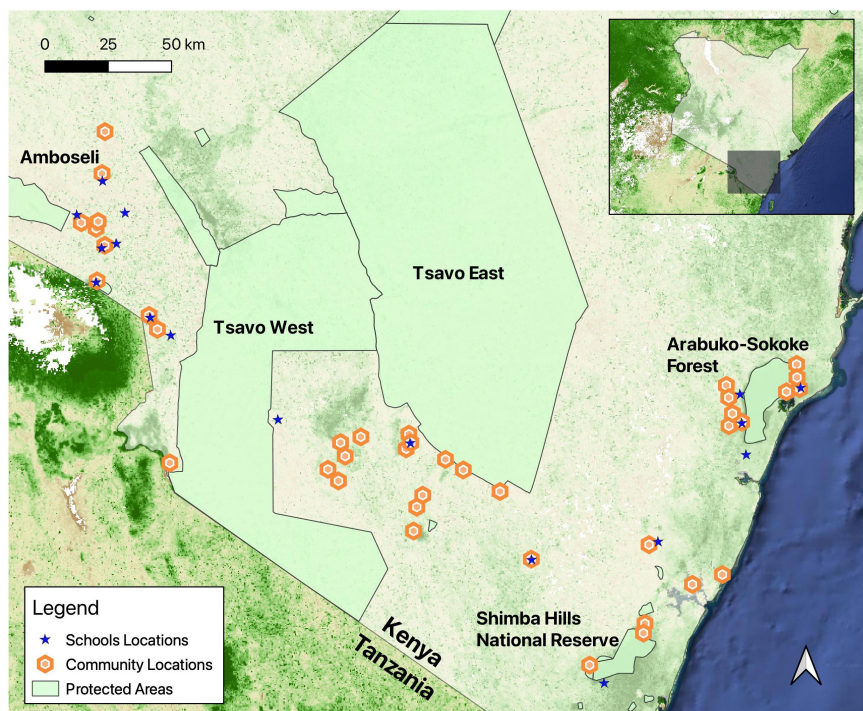 0 25 50 km
Amboseli
Tsavo East
Tsavo West
Arabuko-Sokoke
Forest
Shimba Hills
National Reserve
Kenya
Tanzania
Legend
Schools Locations
Community Locations
Protected Areas